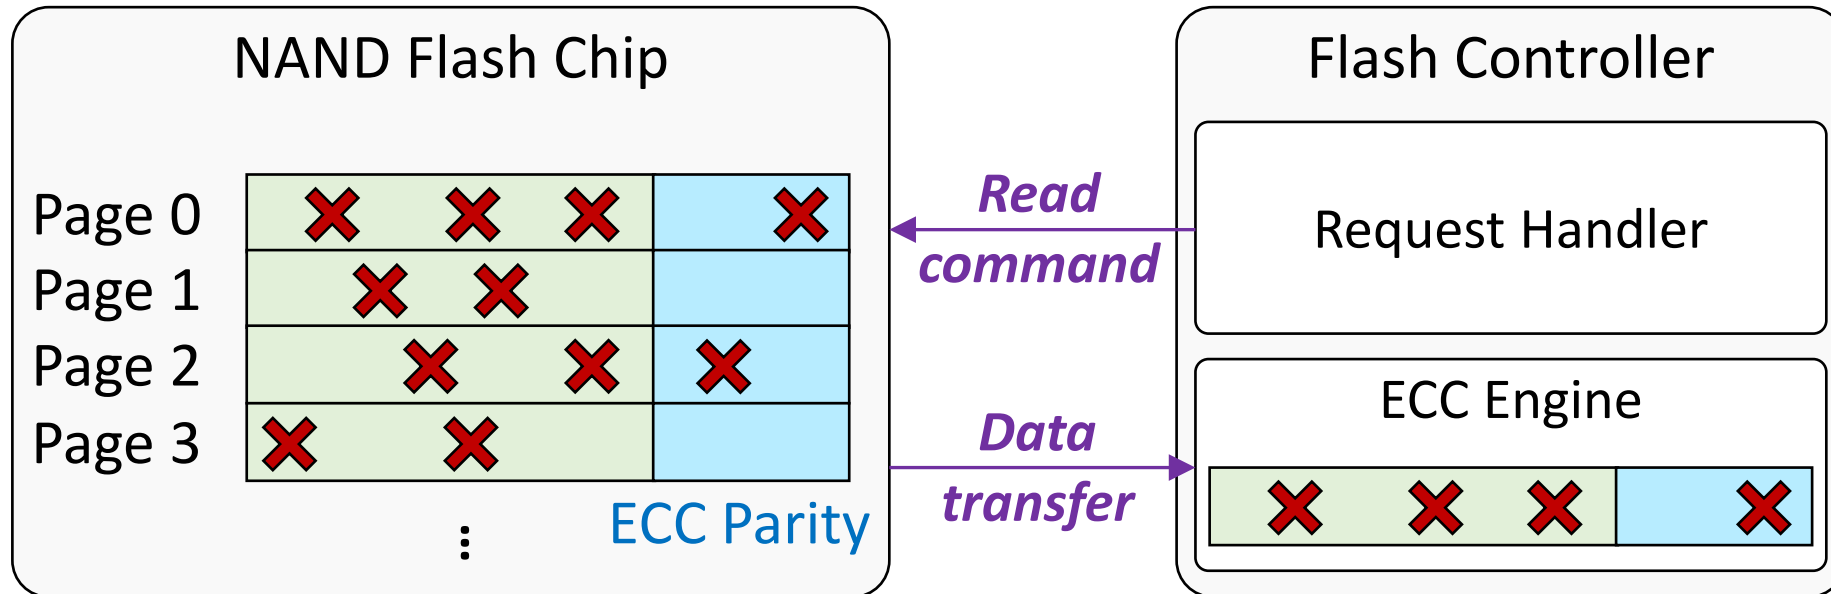 NAND Flash Chip
Page 0
Page 1
Page 2
Page 3
ECC Parity
Read
command
Data
transfer
Flash Controller
Request Handler
ECC Engine